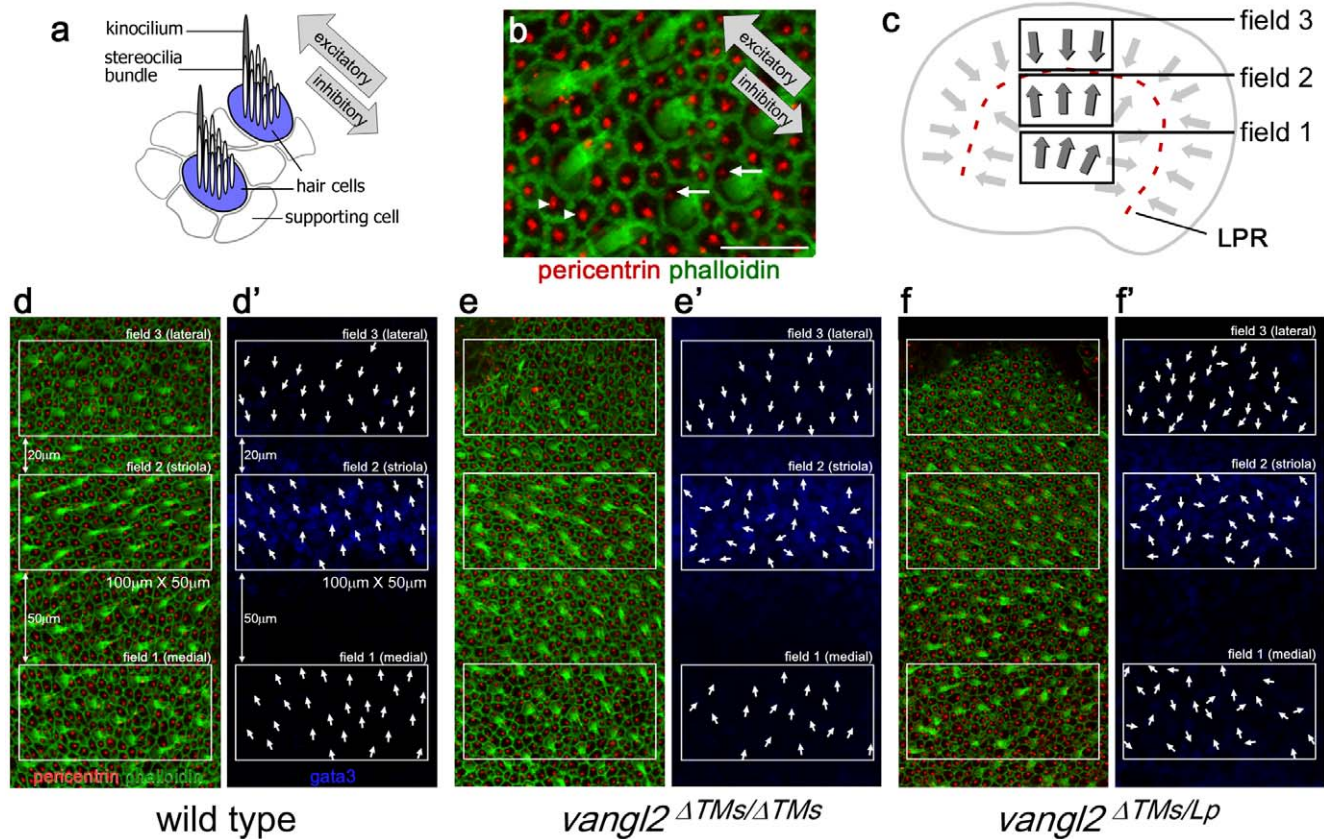 a
kinocilium
stereocilia
bundle
excitatory
inhibitory
hair cells
supporting cell
b
excitatory
inhibitory
pericentrin phalloidin
c
field 3
field 2
field 1
LPR
d
20μm
100μm X 50μm
50μm
field 3 (lateral)
field 2 (striola)
field 1 (medial)
pericentrin phalloidin
d'
field 3 (lateral)
20μm
field 2 (striola)
100μm X 50μm
50μm
field 1 (medial)
gata3
wild type
e
e'
field 3 (lateral)
field 2 (striola)
field 1 (medial)
vangl2 ΔTMs/ΔTMs
f
f'
field 3 (lateral)
field 2 (striola)
field 1 (medial)
vangl2 ΔTMs/Lp